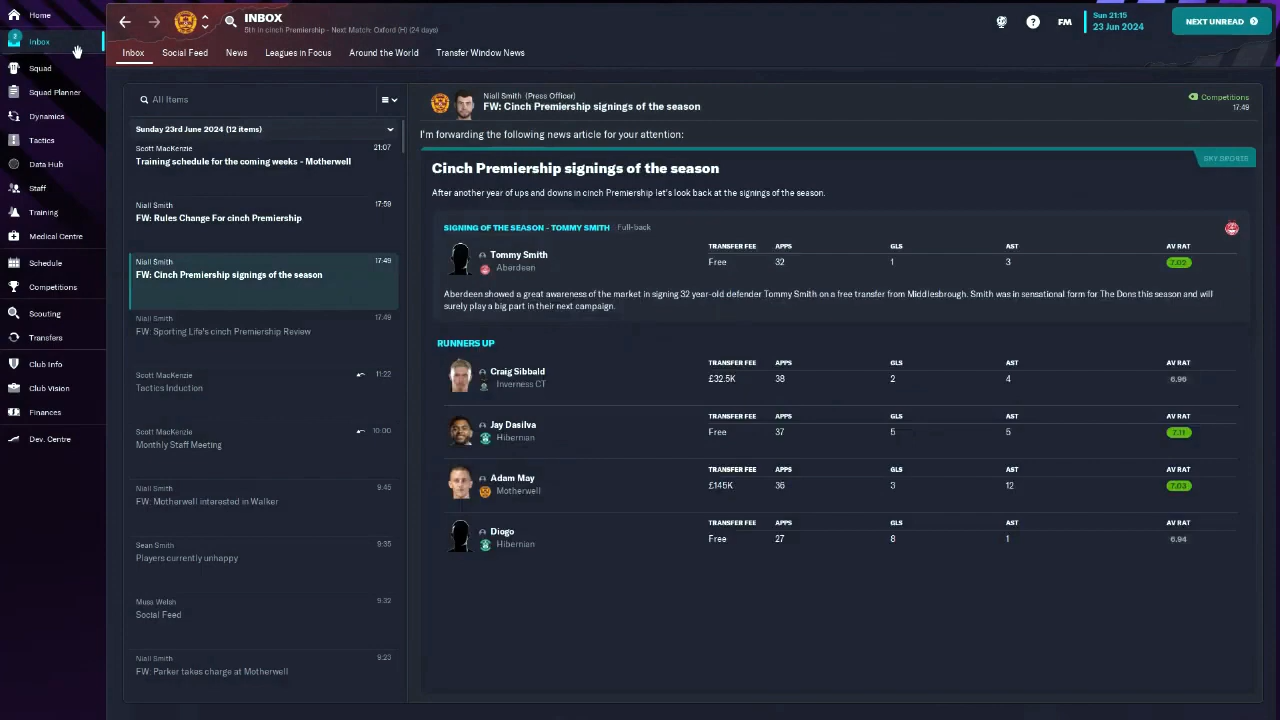 Home
2
Inbox
Squad
Squad Planner
Dynamics
Tactics
Data Hub
Staff
Training
Medical Centre
Schedule
Competitions
Scouting
Transfers
Club Info
Club Vision
Finances
Dev. Centre
INBOX
5th in cinch Premiership - Next Match: Oxford (H) (24 days)
FM
Sun 21:15
23 Jun 2024
NEXT UNREAD
Inbox
Social Feed
News
Leagues in Focus
Around the World
Transfer Window News
All Items
Sunday 23rd June 2024 (12 items)
Scott MacKenzie 21:07
Training schedule for the coming weeks - Motherwell
Niall Smith 17:59
FW: Rules Change For cinch Premiership
Niall Smith 17:49
FW: Cinch Premiership signings of the season
Niall Smith 17:49
FW: Sporting Life's cinch Premiership Review
Scott MacKenzie 11:22
Tactics Induction
Scott MacKenzie 10:00
Monthly Staff Meeting
Niall Smith 9:45
FW: Motherwell interested in Walker
Sean Smith 9:35
Players currently unhappy
Muss Welsh 9:32
Social Feed
Niall Smith 9:23
FW: Parker takes charge at Motherwell
Niall Smith (Press Officer)
FW: Cinch Premiership signings of the season
Competitions
17:49
I'm forwarding the following news article for your attention:
SKY SPORTS
Cinch Premiership signings of the season
After another year of ups and downs in cinch Premiership let's look back at the signings of the season.
SIGNING OF THE SEASON - TOMMY SMITH Full-back
TRANSFER FEE APPS GLS AST AV RAT
Tommy Smith
Aberdeen
Free 32 1 3 7.02
Aberdeen showed a great awareness of the market in signing 32 year-old defender Tommy Smith on a free transfer from Middlesbrough. Smith was in sensational form for The Dons this season and will
surely play a big part in their next campaign.
RUNNERS UP
TRANSFER FEE APPS GLS AST AV RAT
Craig Sibbald
Inverness CT
£32.5K 38 2 4 6.96
TRANSFER FEE APPS GLS AST AV RAT
Jay Dasilva
Hibernian
Free 37 5 5 7.11
TRANSFER FEE APPS GLS AST AV RAT
Adam May
Motherwell
£145K 36 3 12 7.03
TRANSFER FEE APPS GLS AST AV RAT
Diogo
Hibernian
Free 27 8 1 6.94